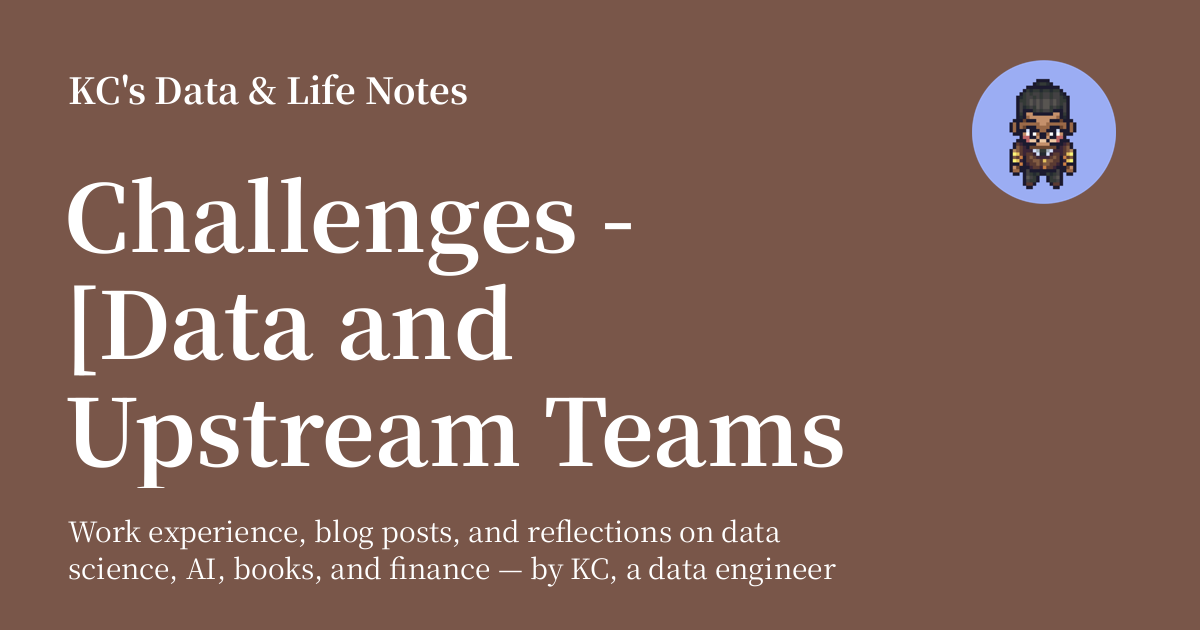 KC's Data & Life Notes
Challenges -
[Data and
Upstream Teams
Work experience, blog posts, and reflections on data
science, AI, books, and finance — by KC, a data engineer